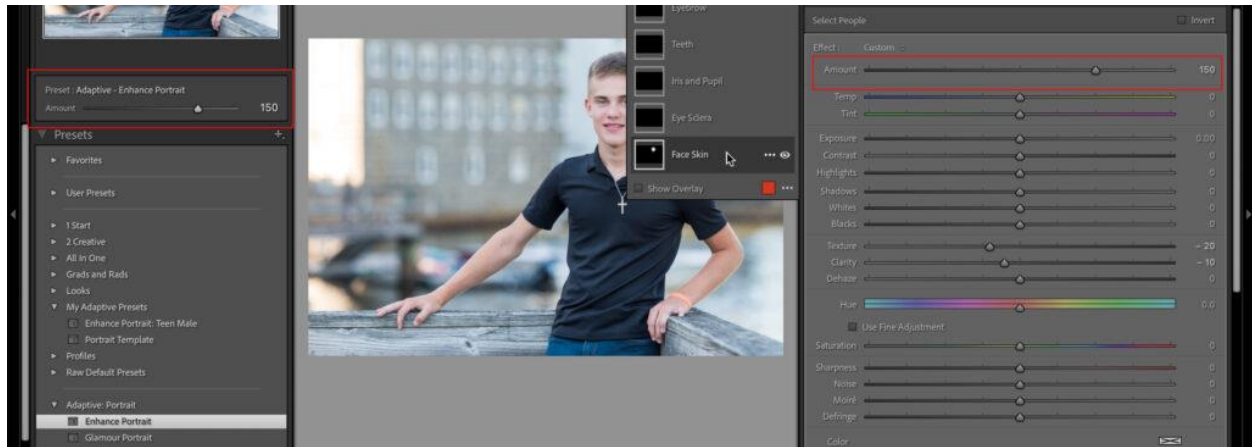 Preset : Adaptive - Enhance Portrait
Amount 150
Presets +
Favorites
User Presets
1 Start
2 Creative
All In One
Grads and Rads
Looks
My Adaptive Presets
Enhance Portrait: Teen Male
Portrait Template
Profiles
Raw Default Presets
Adaptive: Portrait
Enhance Portrait
Glamour Portrait
Eyebrow
Teeth
Iris and Pupil
Eye Sclera
Face Skin
Show Overlay
Select People Invert
Effect : Custom
Amount 150
Temp 0
Tint 0
Exposure 0.00
Contrast 0
Highlights 0
Shadows 0
Whites 0
Blacks 0
Texture – 20
Clarity – 10
Dehaze 0
Hue 0.0
Use Fine Adjustment
Saturation 0
Sharpness 0
Noise 0
Moiré 0
Defringe 0
Color